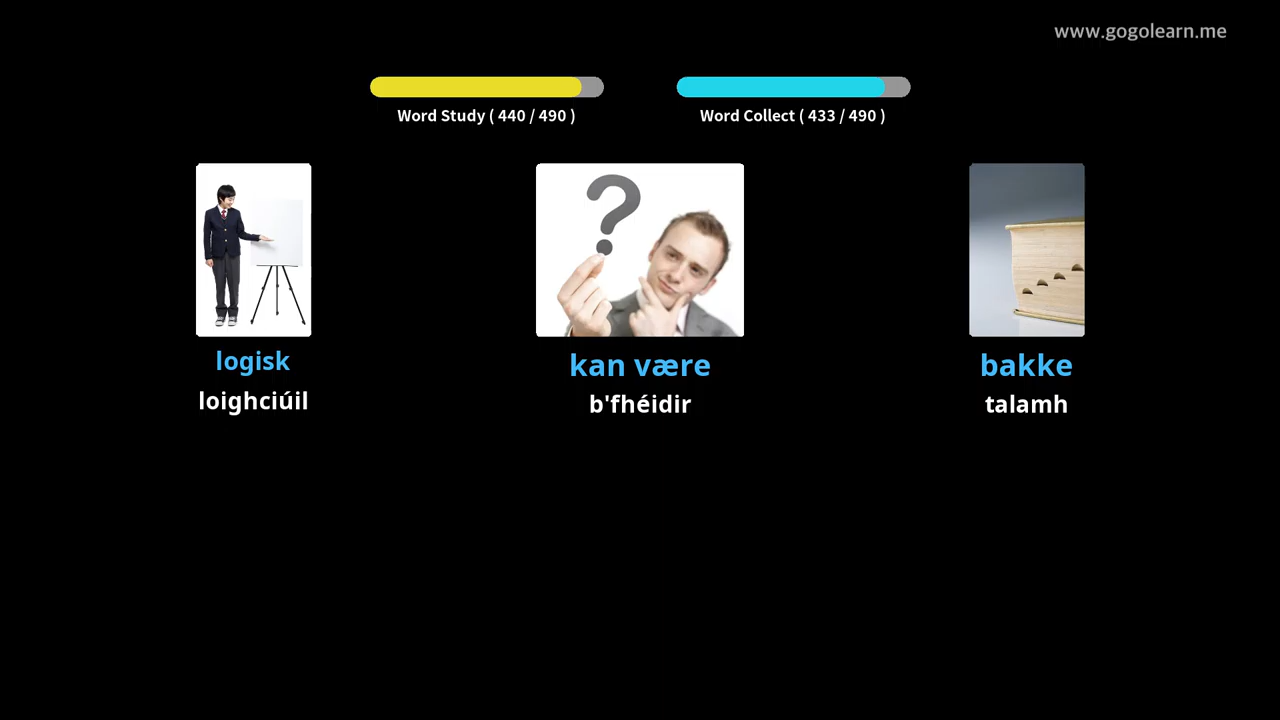 www.gogolearn.me
Word Study ( 440 / 490 )
Word Collect ( 433 / 490 )
logisk
loighciúil
kan være
b'fhéidir
bakke
talamh